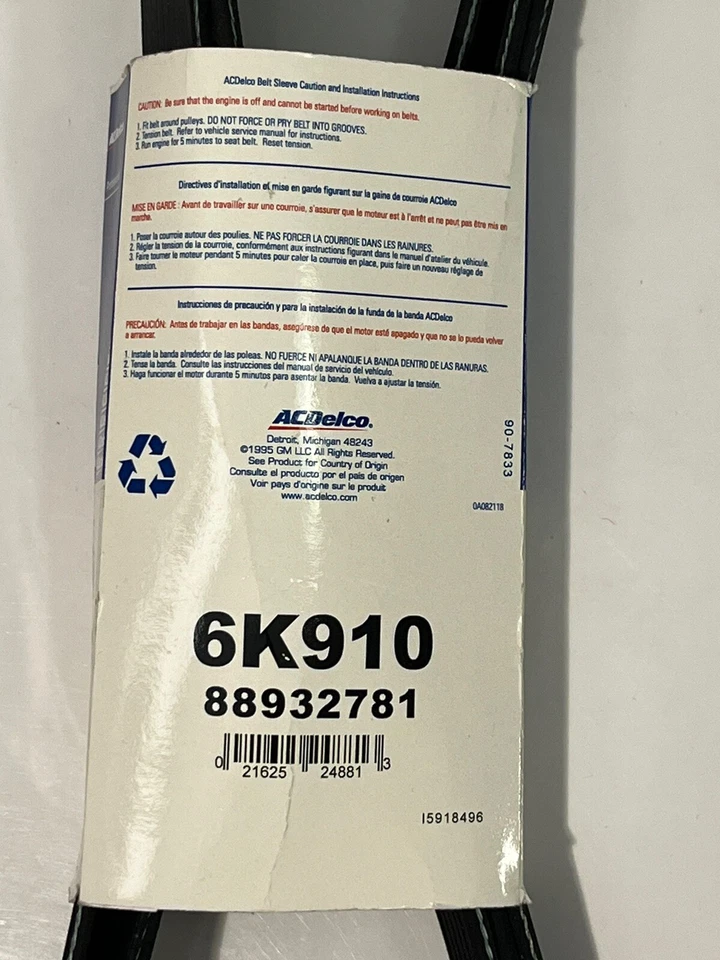 ACDelco Belt Sleeve Caution and Installation Instructions
CAUTION: Be sure that the engine is off and cannot be started before working on belts.
1. Fit belt around pulleys. DO NOT FORCE OR PRY BELT INTO GROOVES.
2. Tension belt. Refer to vehicle service manual for instructions.
3. Run engine for 5 minutes to seat belt. Reset tension.
Directives d'installation et mise en garde figurant sur la gaine de courroie ACDelco
MISE EN GARDE : Avant de travailler sur une courroie, s'assurer que le moteur est à l'arrêt et ne peut pas être mis en
marche.
1. Poser la courroie autour des poulies. NE PAS FORCER LA COURROIE DANS LES RAINURES.
2. Régler la tension de la courroie, conformément aux instructions figurant dans le manuel d'atelier du véhicule.
3. Faire tourner le moteur pendant 5 minutes pour caler la courroie en place, puis faire un nouveau réglage de
tension.
Instrucciones de precaución y para la instalación de la funda de la banda ACDelco
PRECAUCIÓN: Antes de trabajar en las bandas, asegúrese de que el motor esté apagado y que no se lo pueda volver
a arrancar.
1. Instale la banda alrededor de las poleas. NO FUERCE NI APALANQUE LA BANDA DENTRO DE LAS RANURAS.
2. Tense la banda. Consulte las instrucciones del manual de servicio del vehículo.
3. Haga funcionar el motor durante 5 minutos para asentar la banda. Vuelva a ajustar la tensión.
ACDelco.
Detroit, Michigan 48243
©1995 GM LLC All Rights Reserved.
See Product for Country of Origin
Consulte el producto por el país de origen
Voir pays d'origine sur le produit
www.acdelco.com
90-7833
0A082118
6K910
88932781
0 21625 24881 3
15918496